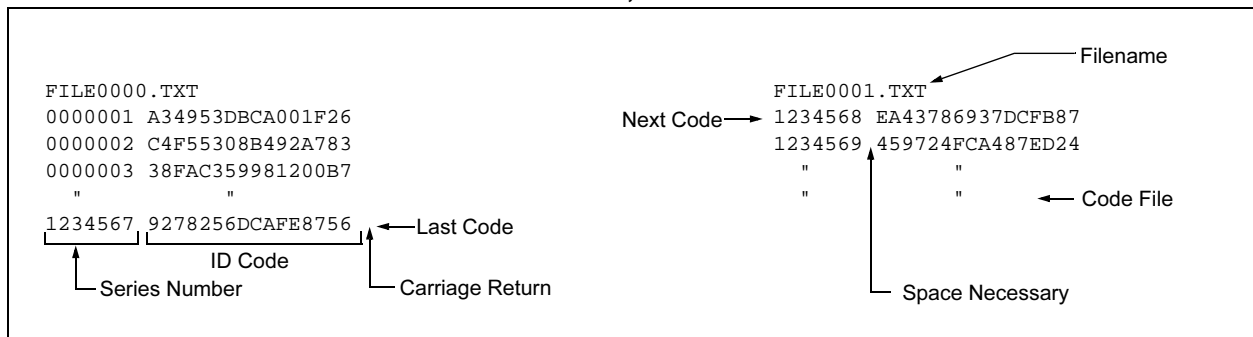 FILE0000.TXT
0000001 A34953DBCA001F26
0000002 C4F55308B492A783
0000003 38FAC359981200B7
" "
1234567 9278256DCAFE8756
Last Code
ID Code
Series Number
Carriage Return
Filename
FILE0001.TXT
Next Code
1234568 EA43786937DCFB87
1234569 459724FCA487ED24
" "
" "
Code File
Space Necessary